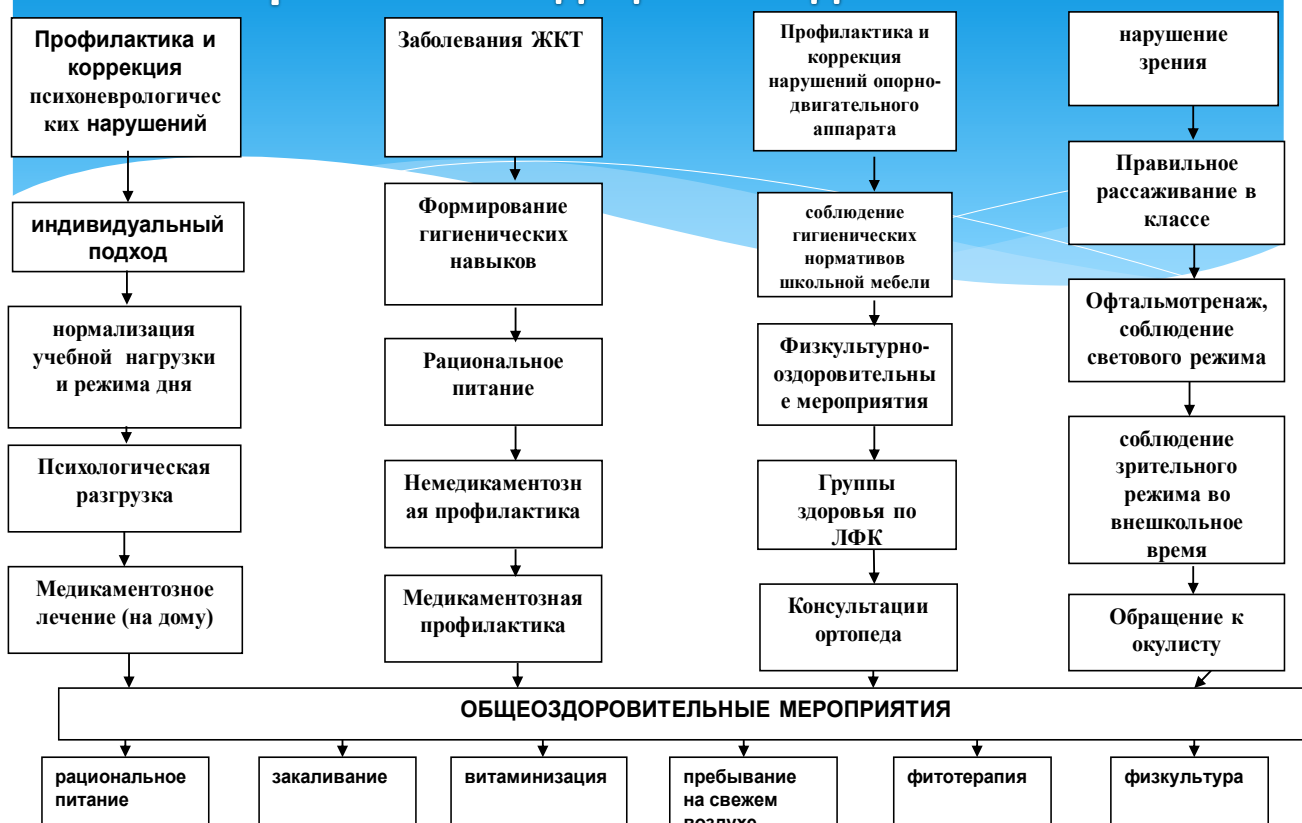 Профилактика и
коррекция
психоневрологичес
ких нарушений
индивидуальный
подход
нормализация
учебной нагрузки
и режима дня
Психологическая
разгрузка
Медикаментозное
лечение (на дому)
Заболевания ЖКТ
Формирование
гигиенических
навыков
Рациональное
питание
Немедикаментозн
ая профилактика
Медикаментозная
профилактика
Профилактика и
коррекция
нарушений опорно-
двигательного
аппарата
соблюдение
гигиенических
нормативов
школьной мебели
Физкультурно-
оздоровительны
е мероприятия
Группы
здоровья по
ЛФК
Консультации
ортопеда
нарушение
зрения
Правильное
рассаживание в
классе
Офтальмотренаж,
соблюдение
светового режима
соблюдение
зрительного
режима во
внешкольное
время
Обращение к
окулисту
ОБЩЕОЗДОРОВИТЕЛЬНЫЕ МЕРОПРИЯТИЯ
рациональное
питание
закаливание
витаминизация
пребывание
на свежем
воздухе
фитотерапия
физкультура